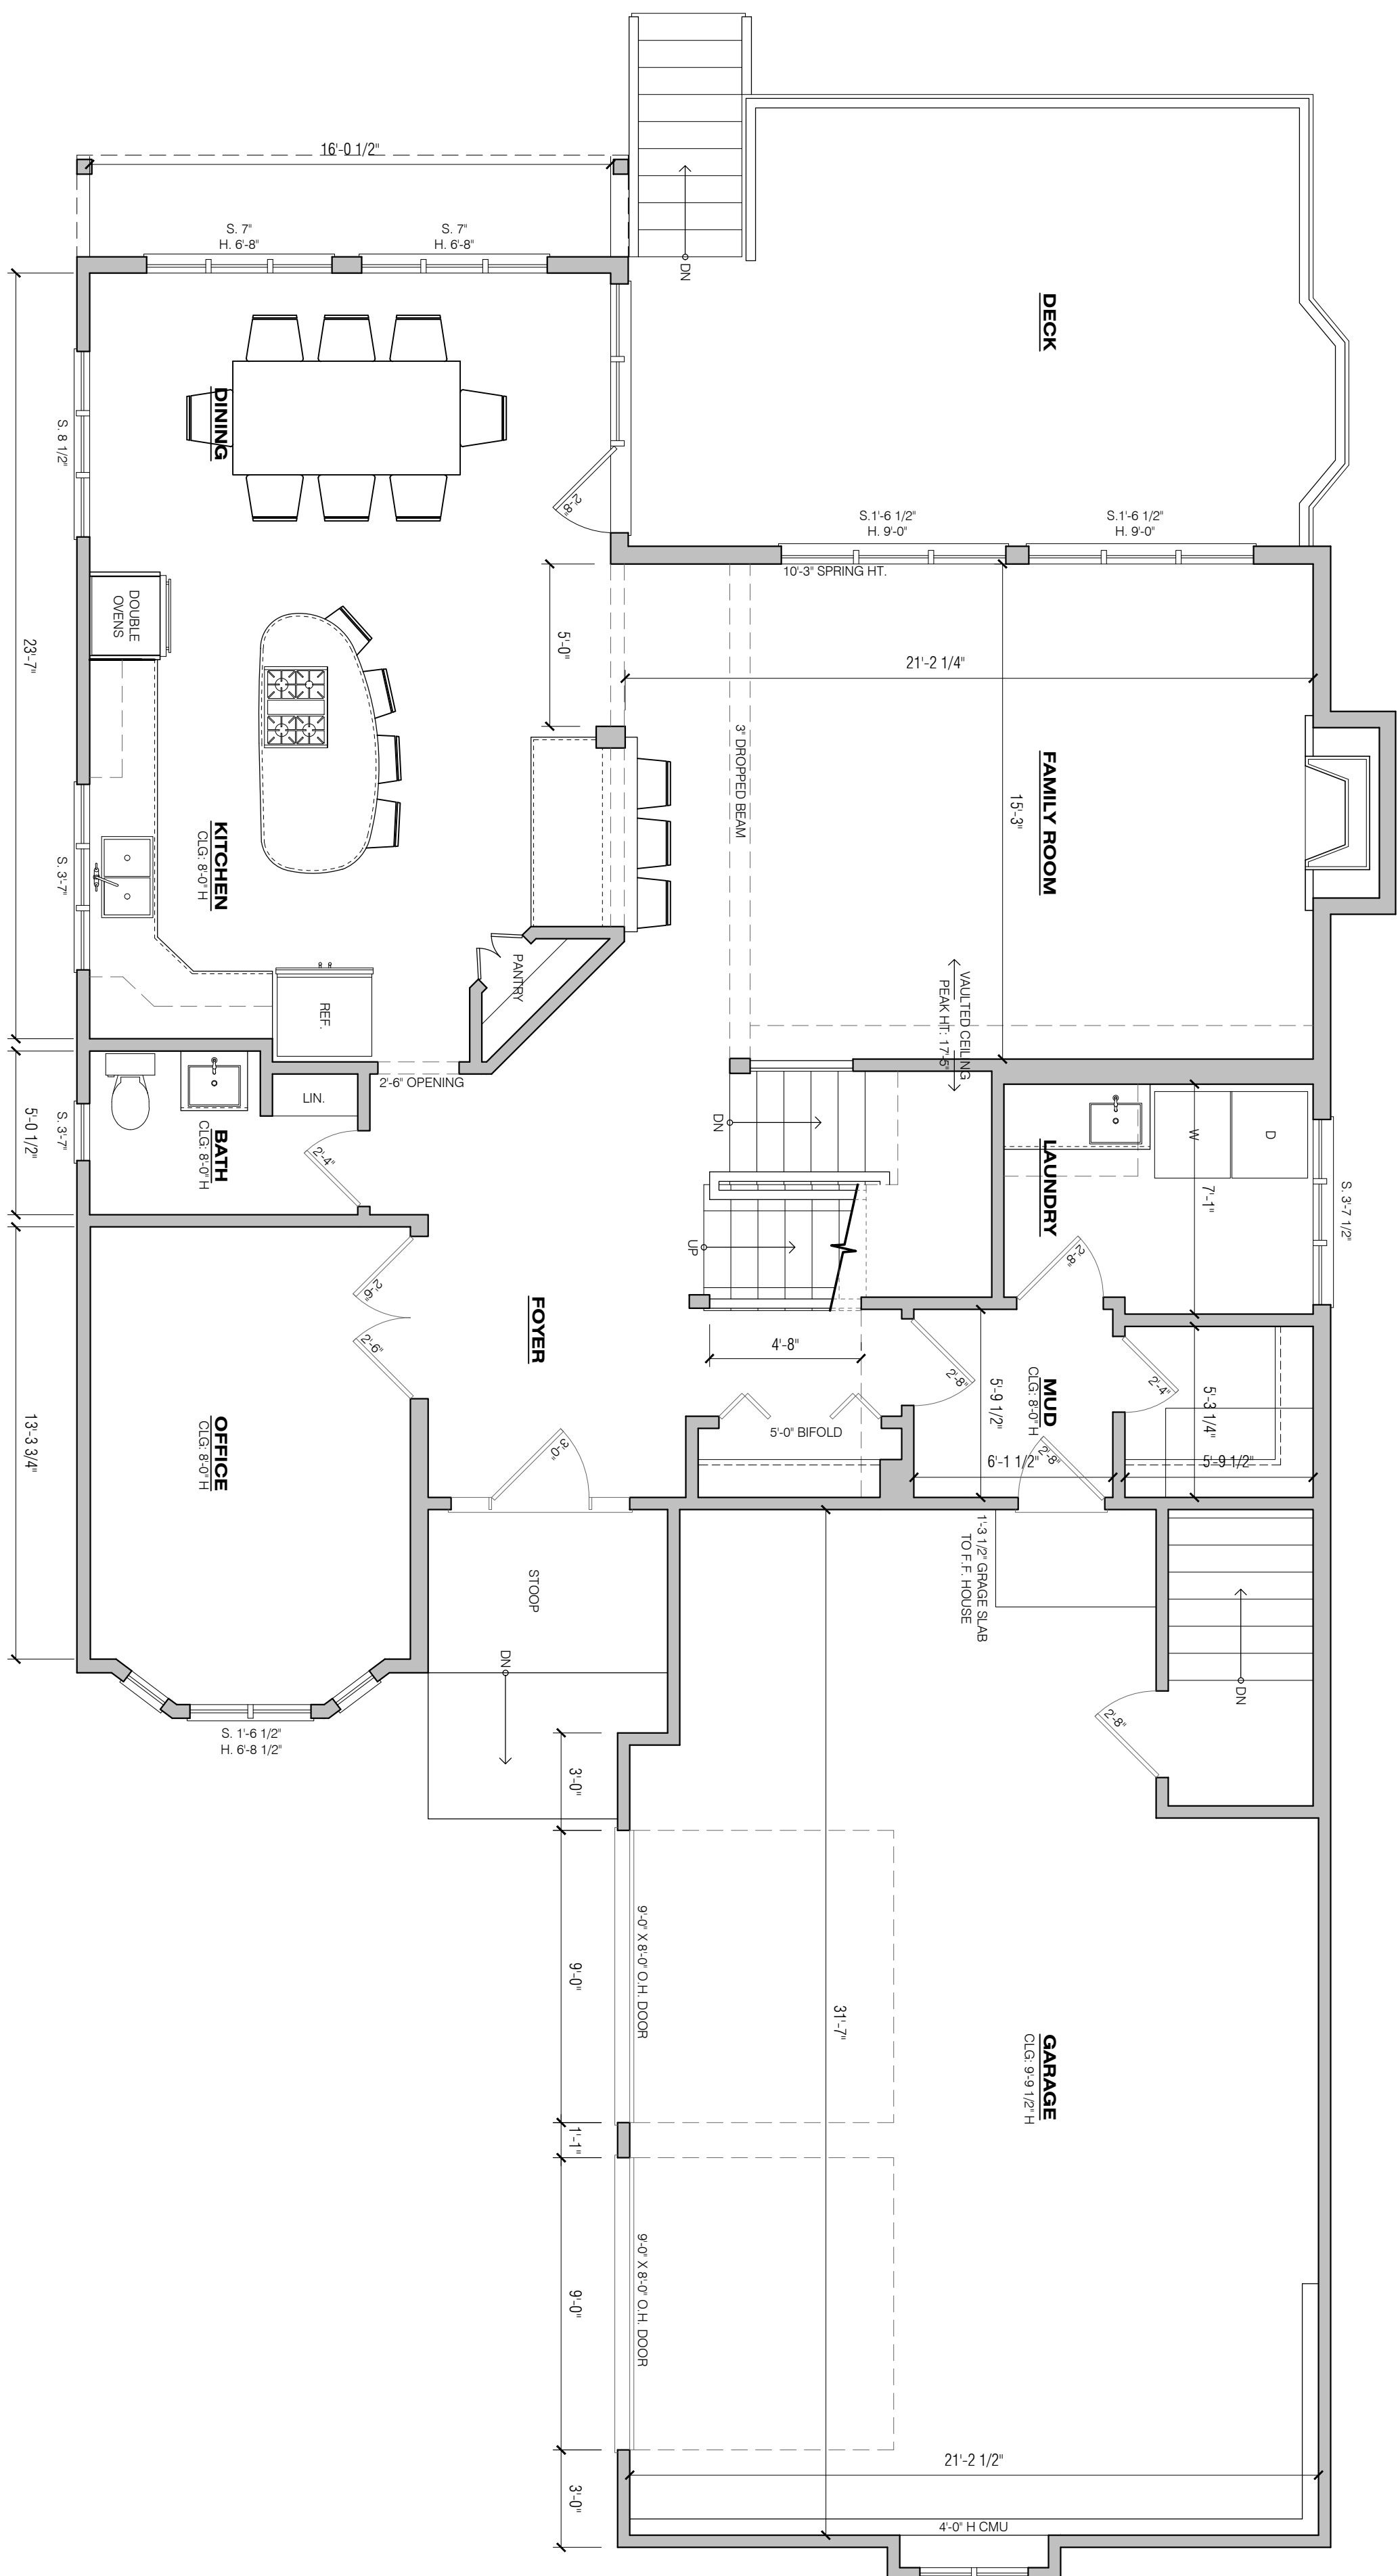 16'-0 1/2"
S. 7"
H. 6'-8"
S. 7"
H. 6'-8"
DN
DECK
DINING
S. 8 1/2"
2'-8"
S.1'-6 1/2"
H. 9'-0"
S.1'-6 1/2"
H. 9'-0"
10'-3" SPRING HT.
DOUBLE
OVENS
23'-7"
5'-0"
21'-2 1/4"
3" DROPPED BEAM
FAMILY ROOM
15'-3"
KITCHEN
CLG: 8'-0" H
S. 3'-7"
PANTRY
REF.
VAULTED CEILING
PEAK HT: 17'-5"
2'-6" OPENING
LIN.
BATH
CLG: 8'-0" H
2'-4"
5'-0 1/2"
S. 3'-7"
DN
UP
LAUNDRY
W
D
7'-1"
S. 3'-7 1/2"
2'-8"
2'-6"
2'-6"
FOYER
4'-8"
2'-8"
5'-9 1/2"
MUD
CLG: 8'-0" H
2'-4"
5'-3 1/4"
5'-0" BIFOLD
6'-1 1/2"
2'-8"
5'-9 1/2"
OFFICE
CLG: 8'-0" H
13'-3 3/4"
3'-0"
STOOP
DN
1'-3 1/2" GRAGE SLAB
TO F.F. HOUSE
DN
2'-8"
S. 1'-6 1/2"
H. 6'-8 1/2"
3'-0"
9'-0"
9'-0" X 8'-0" O.H. DOOR
31'-7"
GARAGE
CLG: 9'-9 1/2" H
1'-1"
9'-0"
9'-0" X 8'-0" O.H. DOOR
3'-0"
21'-2 1/2"
4'-0" H CMU